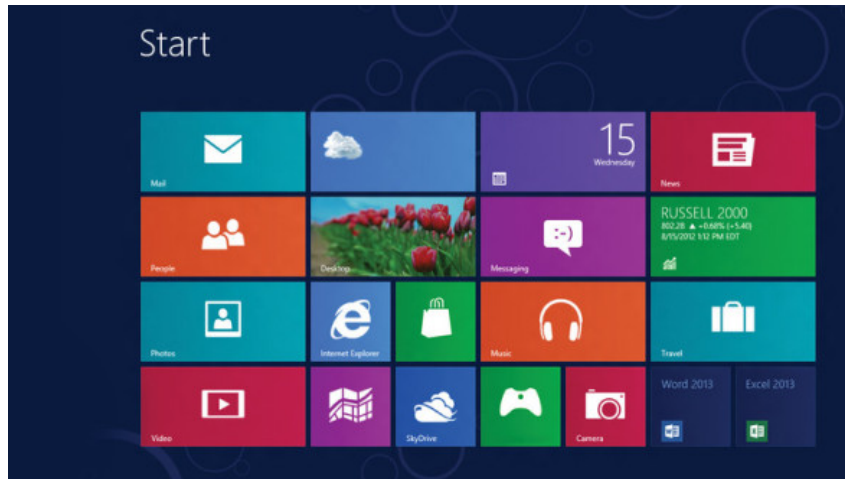 Start
Mail
15
Wednesday
News
People
Desktop
Messaging
:-)
RUSSELL 2000
802.28 ▲ +0.68% (+5.40)
8/15/2012 1:12 PM EDT
Photos
Internet Explorer
Music
Travel
Video
SkyDrive
Camera
Word 2013
Excel 2013